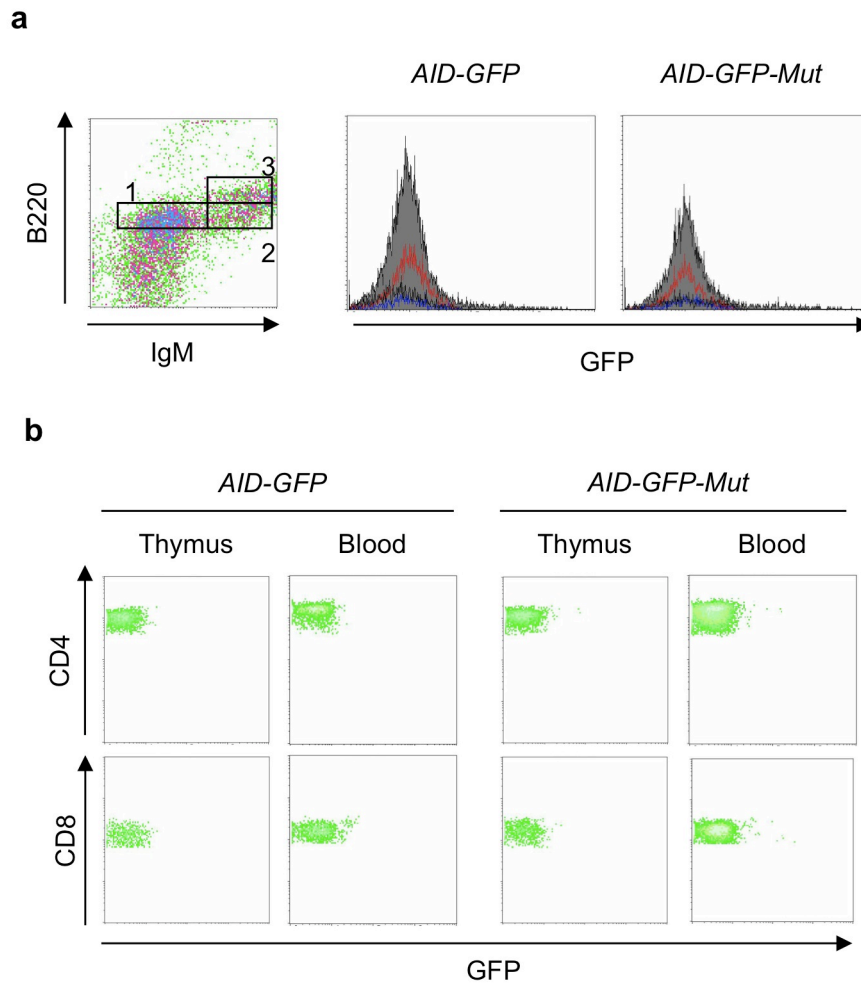 a
AID-GFP AID-GFP-Mut
B220
1
3
2
IgM
GFP
b
AID-GFP AID-GFP-Mut
Thymus Blood Thymus Blood
CD4
CD8
GFP